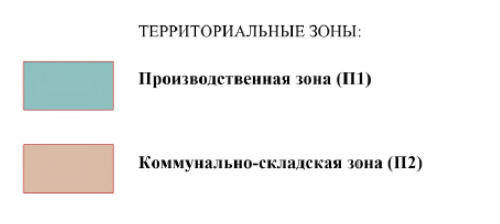 ТЕРРИТОРИАЛЬНЫЕ ЗОНЫ:
Производственная зона (П1)
Коммунально-складская зона (П2)